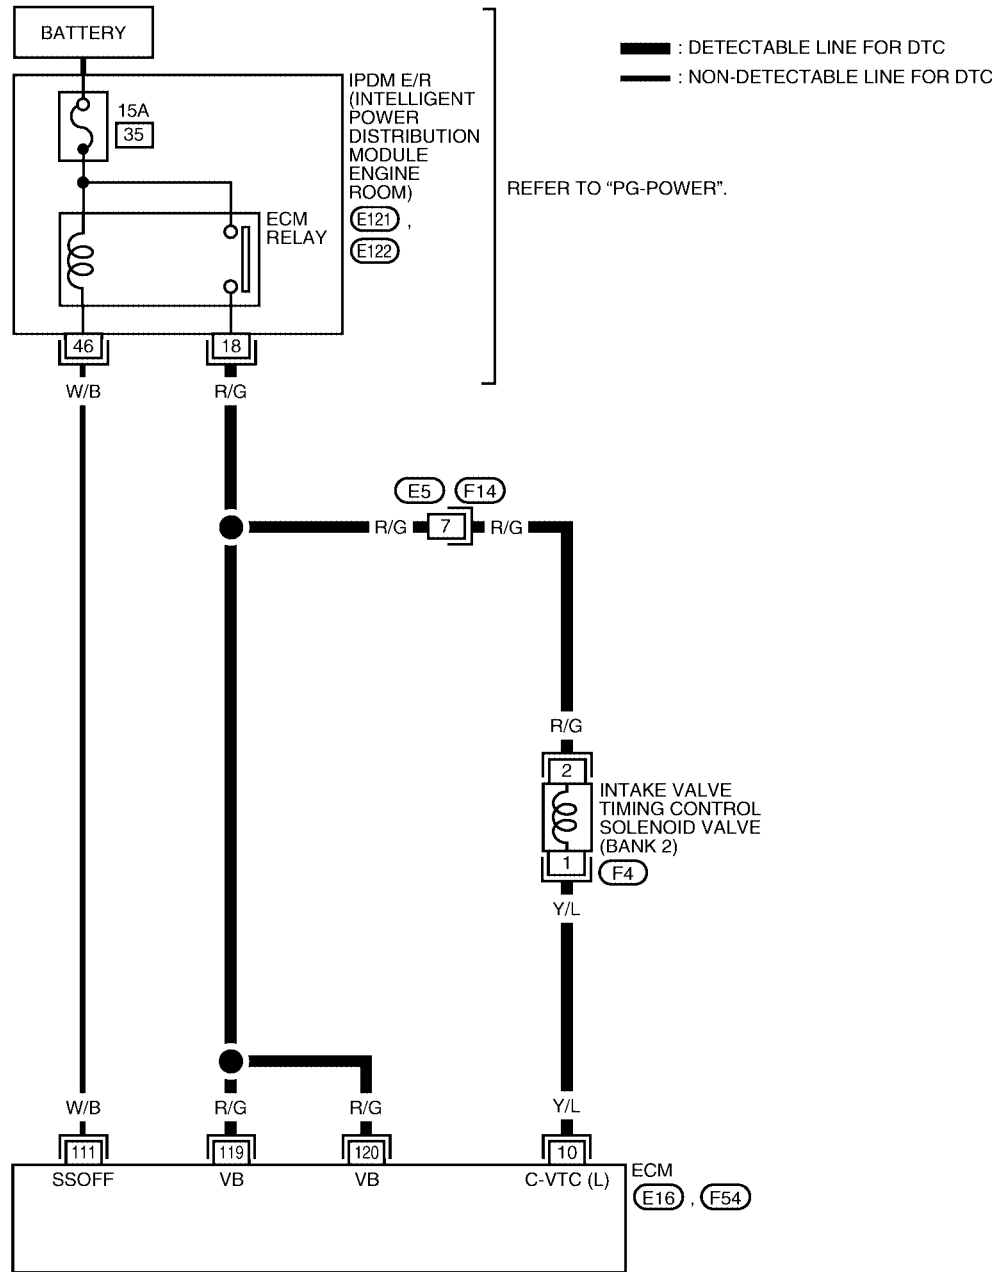 BATTERY
: DETECTABLE LINE FOR DTC
: NON-DETECTABLE LINE FOR DTC
15A
35
IPDM E/R
(INTELLIGENT
POWER
DISTRIBUTION
MODULE
ENGINE
ROOM)
E121 ,
E122
REFER TO “PG-POWER”.
ECM
RELAY
46
18
W/B
R/G
E5
F14
R/G
7
R/G
R/G
2
INTAKE VALVE
TIMING CONTROL
SOLENOID VALVE
(BANK 2)
1
F4
Y/L
W/B
R/G
R/G
Y/L
111
119
120
10
SSOFF
VB
VB
C-VTC (L)
ECM
E16 , F54